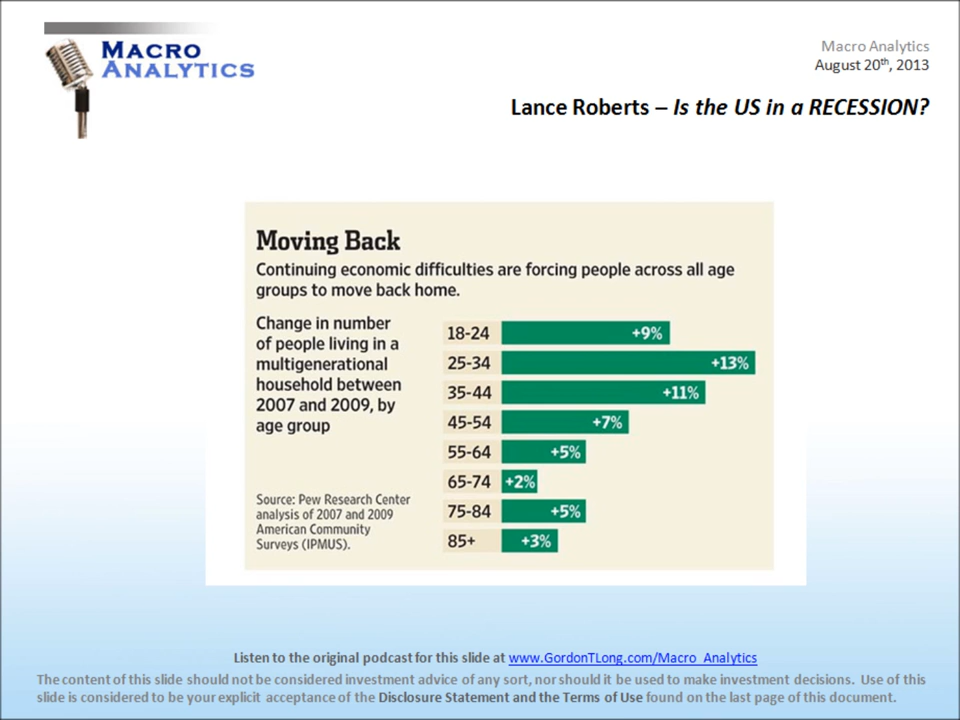 MACRO
ANALYTICS
Macro Analytics
August 20th, 2013
Lance Roberts – Is the US in a RECESSION?
Moving Back
Continuing economic difficulties are forcing people across all age
groups to move back home.
Change in number
of people living in a
multigenerational
household between
2007 and 2009, by
age group
18-24 +9%
25-34 +13%
35-44 +11%
45-54 +7%
55-64 +5%
65-74 +2%
75-84 +5%
85+ +3%
Source: Pew Research Center
analysis of 2007 and 2009
American Community
Surveys (IPMUS).
Listen to the original podcast for this slide at www.GordonTLong.com/Macro_Analytics
The content of this slide should not be considered investment advice of any sort, nor should it be used to make investment decisions. Use of this
slide is considered to be your explicit acceptance of the Disclosure Statement and the Terms of Use found on the last page of this document.